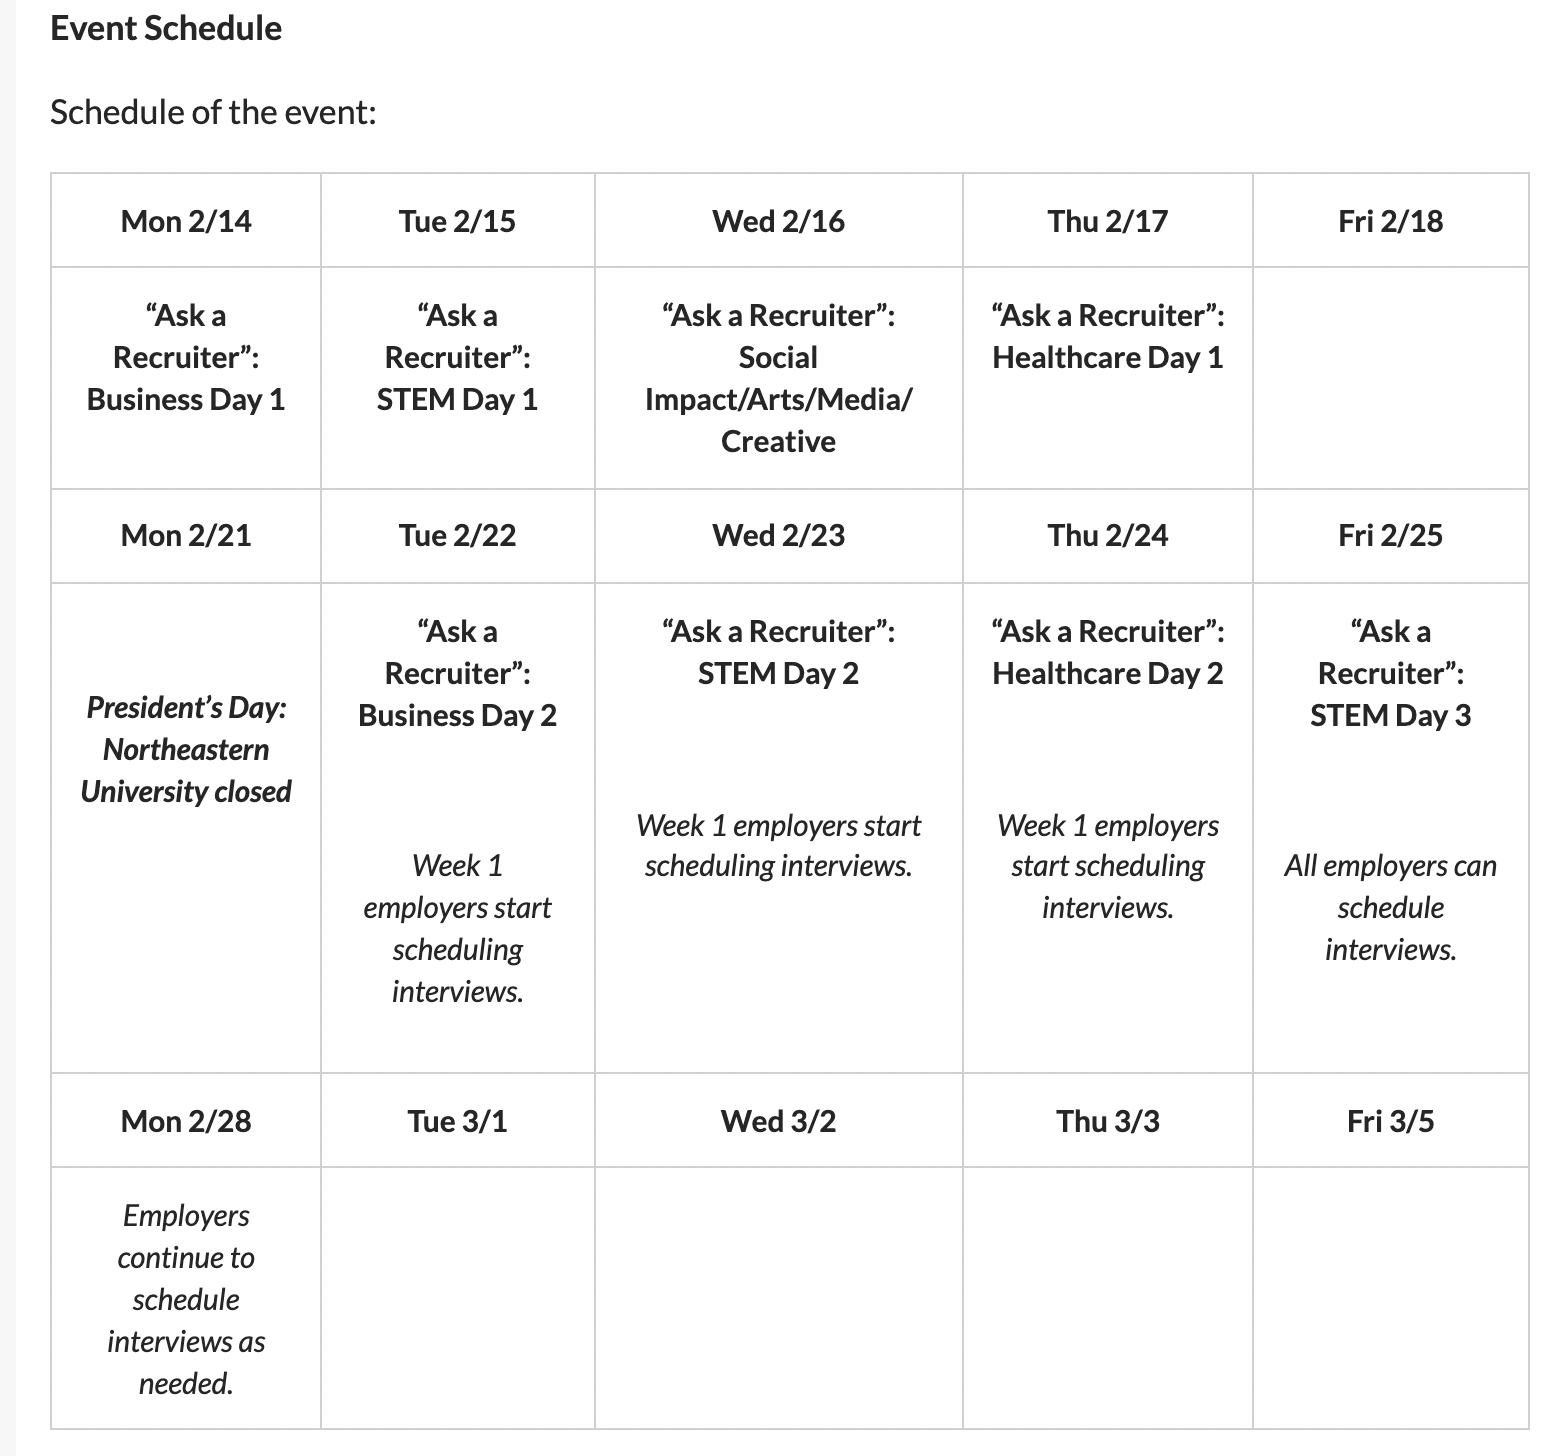 Event Schedule
Schedule of the event:
Mon 2/14
Tue 2/15
Wed 2/16
Thu 2/17
Fri 2/18
“Ask a
Recruiter”:
Business Day 1
“Ask a
Recruiter”:
STEM Day 1
“Ask a Recruiter”:
Social
Impact/Arts/Media/
Creative
“Ask a Recruiter”:
Healthcare Day 1
Mon 2/21
Tue 2/22
Wed 2/23
Thu 2/24
Fri 2/25
President’s Day:
Northeastern
University closed
“Ask a
Recruiter”:
Business Day 2
Week 1
employers start
scheduling
interviews.
“Ask a Recruiter”:
STEM Day 2
Week 1 employers start
scheduling interviews.
“Ask a Recruiter”:
Healthcare Day 2
Week 1 employers
start scheduling
interviews.
“Ask a
Recruiter”:
STEM Day 3
All employers can
schedule
interviews.
Mon 2/28
Tue 3/1
Wed 3/2
Thu 3/3
Fri 3/5
Employers
continue to
schedule
interviews as
needed.